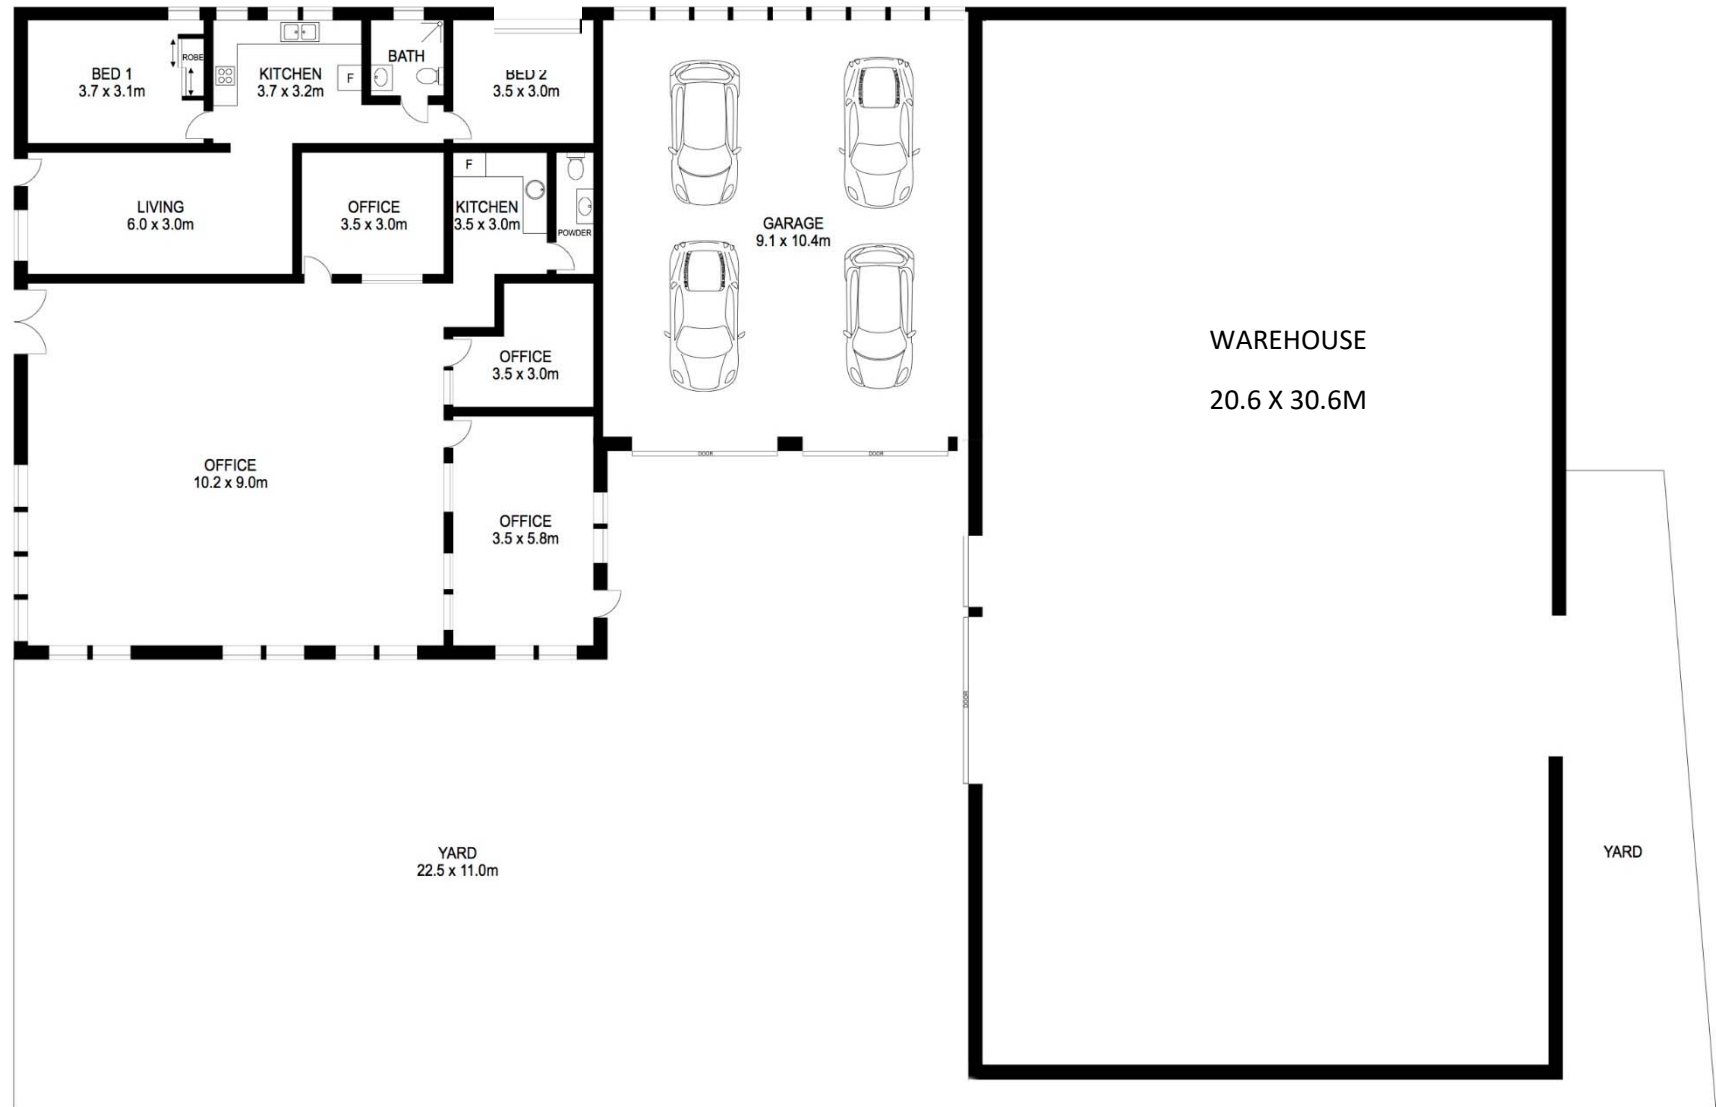 BED 1
3.7 x 3.1m
ROBE
KITCHEN
3.7 x 3.2m
F
BATH
BED 2
3.5 x 3.0m
LIVING
6.0 x 3.0m
OFFICE
3.5 x 3.0m
F
KITCHEN
3.5 x 3.0m
POWDER
GARAGE
9.1 x 10.4m
WAREHOUSE
20.6 X 30.6M
OFFICE
3.5 x 3.0m
DOOR
DOOR
OFFICE
10.2 x 9.0m
OFFICE
3.5 x 5.8m
DOOR
YARD
22.5 x 11.0m
YARD